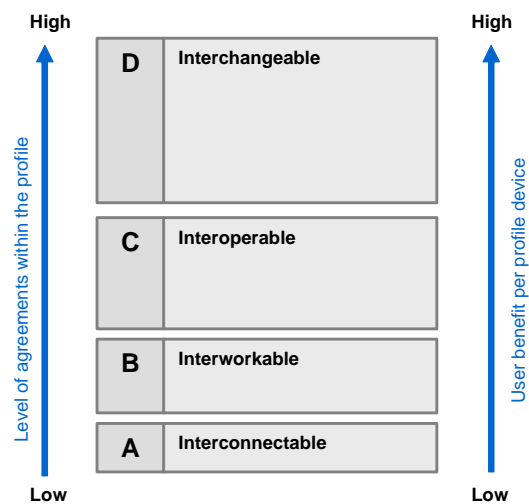 High
High
D
Interchangeable
Level of agreements within the profile
User benefit per profile device
C
Interoperable
B
Interworkable
A
Interconnectable
Low
Low